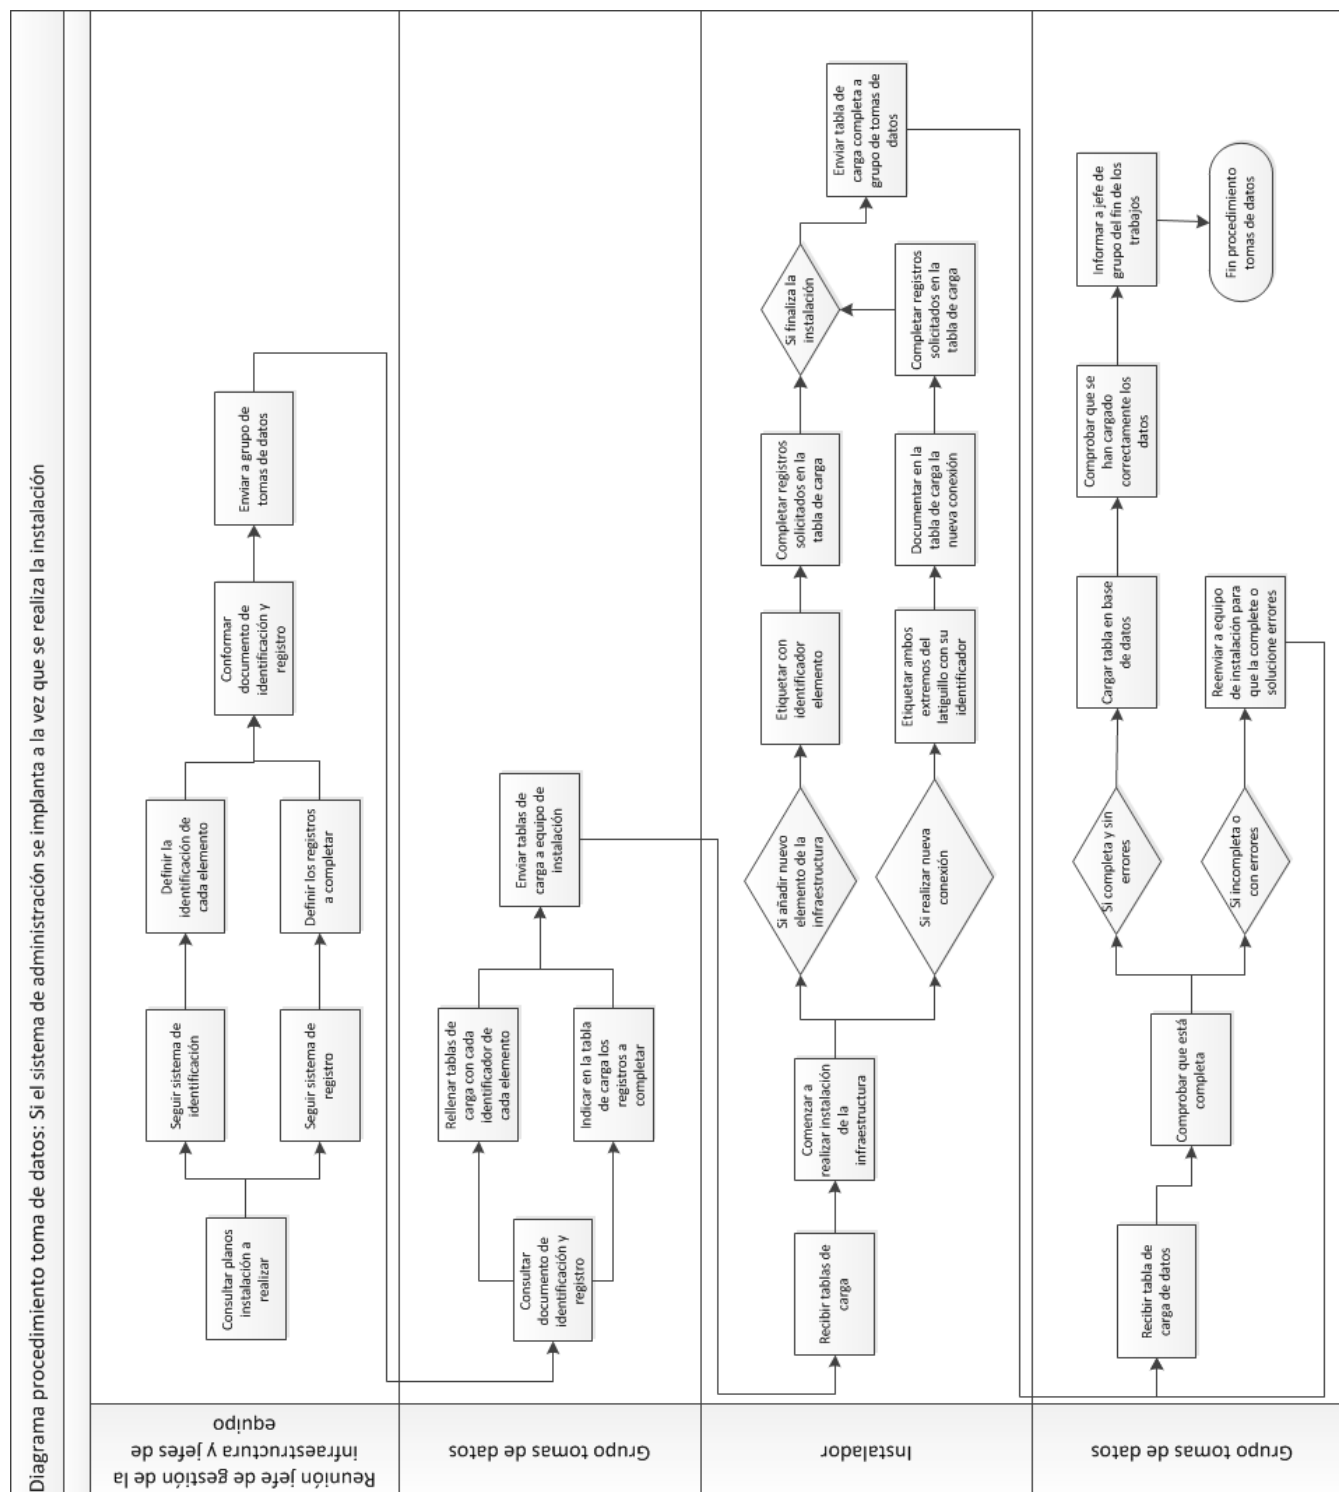 Diagrama procedimiento toma de datos: Si el sistema de administración se implanta a la vez que se realiza la instalación
Reunión jefe de gestión de la
infraestructura y jefes de
equipo
Consultar planos
instalación a
realizar
Seguir sistema de
identificación
Seguir sistema de
registro
Definir la
identificación de
cada elemento
Definir los registros
a completar
Conformar
documento de
identificación y
registro
Enviar a grupo de
tomas de datos
Grupo tomas de datos
Consultar
documento de
identificación y
registro
Rellenar tablas de
carga con cada
identificador de
cada elemento
Indicar en la tabla
de carga los
registros a
completar
Enviar tablas de
carga a equipo de
instalación
Instalador
Recibir tablas de
carga
Comenzar a
realizar instalación
de la
infraestructura
Si añadir nuevo
elemento de la
infraestructura
Si realizar nueva
conexión
Etiquetar con
identificador
elemento
Etiquetar ambos
extremos del
latiguillo con su
identificador
Completar registros
solicitados en la
tabla de carga
Documentar en la
tabla de carga la
nueva conexión
Completar registros
solicitados en la
tabla de carga
Si finaliza la
instalación
Enviar tabla de
carga completa a
grupo de tomas de
datos
Grupo tomas de datos
Recibir tabla de
carga de datos
Comprobar que está
completa
Si completa y sin
errores
Si incompleta o
con errores
Cargar tabla en base
de datos
Reenviar a equipo
de instalación para
que la complete o
solucione errores
Comprobar que se
han cargado
correctamente los
datos
Informar a jefe de
grupo del fin de los
trabajos
Fin procedimiento
tomas de datos